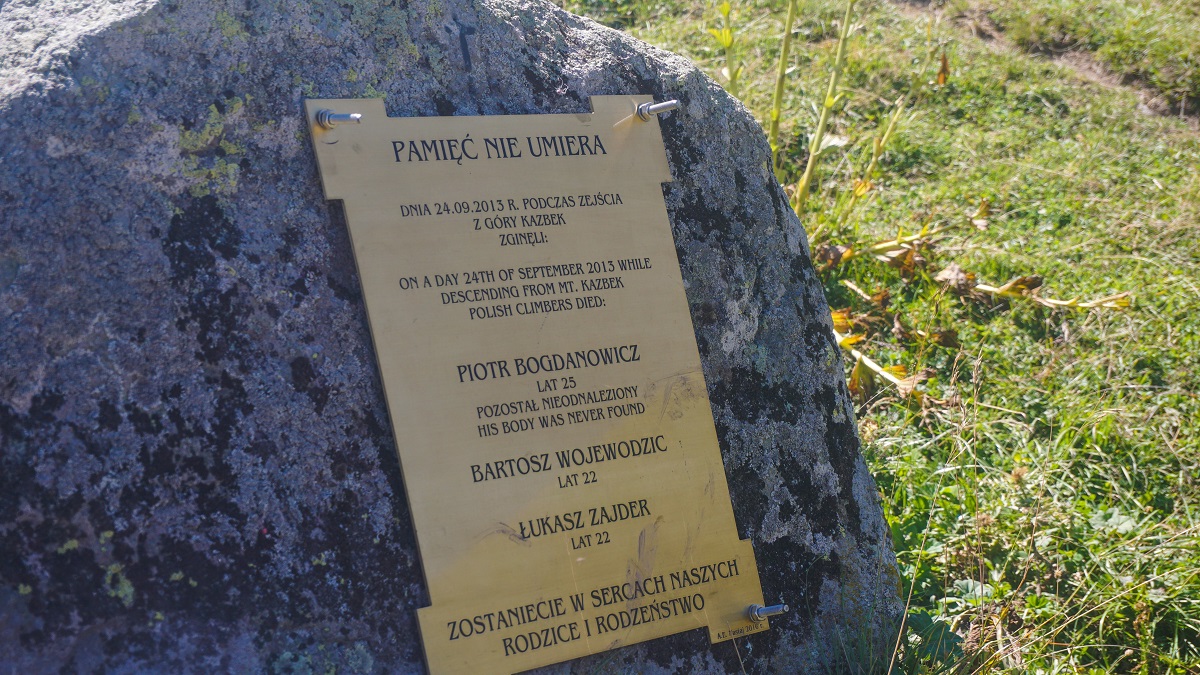 PAMIĘĆ NIE UMIERA
DNIA 24.09.2013 R. PODCZAS ZEJŚCIA
Z GÓRY KAZBEK
ZGINĘLI:
ON A DAY 24TH OF SEPTEMBER 2013 WHILE
DESCENDING FROM MT. KAZBEK
POLISH CLIMBERS DIED:
PIOTR BOGDANOWICZ
LAT 25
POZOSTAŁ NIEODNALEZIONY
HIS BODY WAS NEVER FOUND
BARTOSZ WOJEWODZIC
LAT 22
ŁUKASZ ZAJDER
LAT 22
ZOSTANIECIE W SERCACH NASZYCH
RODZICE I RODZEŃSTWO